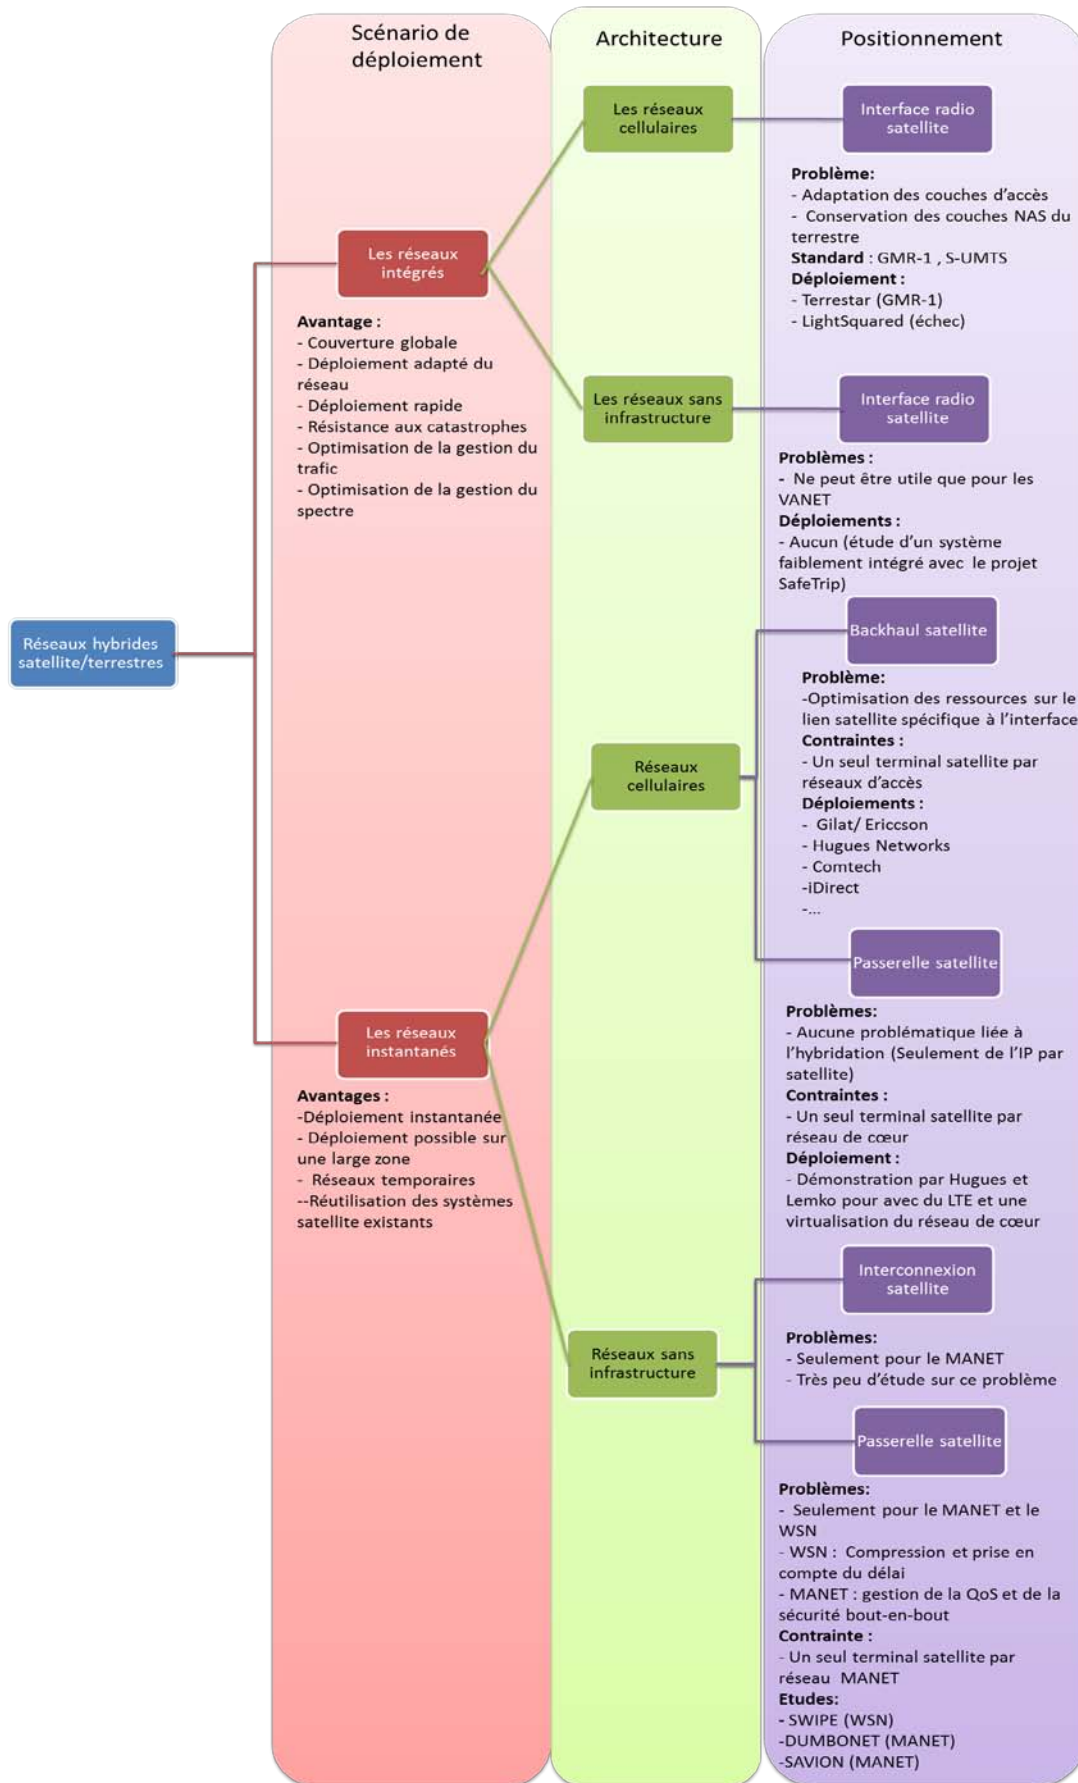 Scénario de
déploiement
Architecture
Positionnement
Réseaux hybrides
satellite/terrestres
Les réseaux
intégrés
Avantage :
- Couverture globale
- Déploiement adapté du
réseau
- Déploiement rapide
- Résistance aux catastrophes
- Optimisation de la gestion du
trafic
- Optimisation de la gestion du
spectre
Les réseaux
instantanés
Avantages :
-Déploiement instantanée
- Déploiement possible sur
une large zone
- Réseaux temporaires
--Réutilisation des systèmes
satellite existants
Les réseaux
cellulaires
Les réseaux sans
infrastructure
Réseaux
cellulaires
Réseaux sans
infrastructure
Interface radio
satellite
Problème:
- Adaptation des couches d'accès
- Conservation des couches NAS du
terrestre
Standard : GMR-1 , S-UMTS
Déploiement :
- Terrestar (GMR-1)
- LightSquared (échec)
Interface radio
satellite
Problèmes :
- Ne peut être utile que pour les
VANET
Déploiements :
- Aucun (étude d'un système
faiblement intégré avec le projet
SafeTrip)
Backhaul satellite
Problème:
-Optimisation des ressources sur le
lien satellite spécifique à l'interface
Contraintes :
- Un seul terminal satellite par
réseaux d'accès
Déploiements :
- Gilat/ Ericcson
- Hugues Networks
- Comtech
-iDirect
-...
Passerelle satellite
Problèmes:
- Aucune problématique liée à
l'hybridation (Seulement de l'IP par
satellite)
Contraintes :
- Un seul terminal satellite par
réseau de cœur
Déploiement :
- Démonstration par Hugues et
Lemko pour avec du LTE et une
virtualisation du réseau de cœur
Interconnexion
satellite
Problèmes:
- Seulement pour le MANET
- Très peu d'étude sur ce problème
Passerelle satellite
Problèmes:
- Seulement pour le MANET et le
WSN
- WSN : Compression et prise en
compte du délai
- MANET : gestion de la QoS et de la
sécurité bout-en-bout
Contrainte :
- Un seul terminal satellite par
réseau MANET
Etudes:
- SWIPE (WSN)
-DUMBONET (MANET)
-SAVION (MANET)